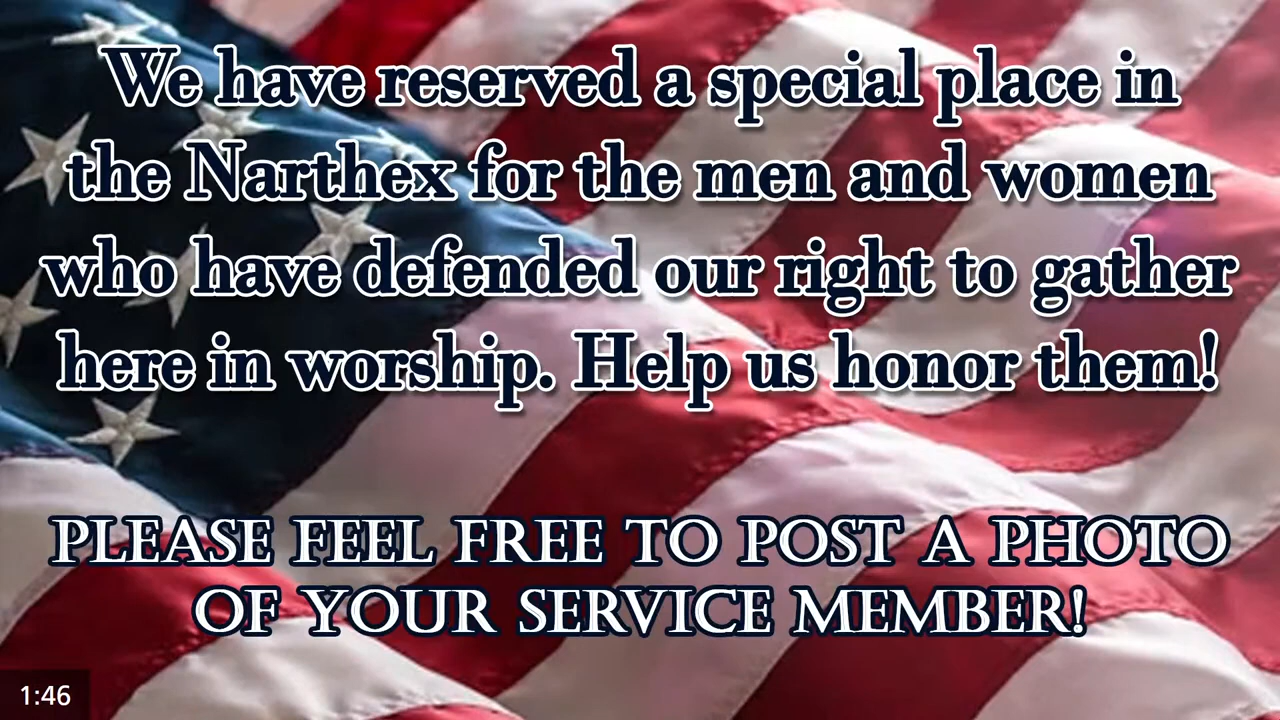 We have reserved a special place in
the Narthex for the men and women
who have defended our right to gather
here in worship. Help us honor them!
PLEASE FEEL FREE TO POST A PHOTO
OF YOUR SERVICE MEMBER!
1:46